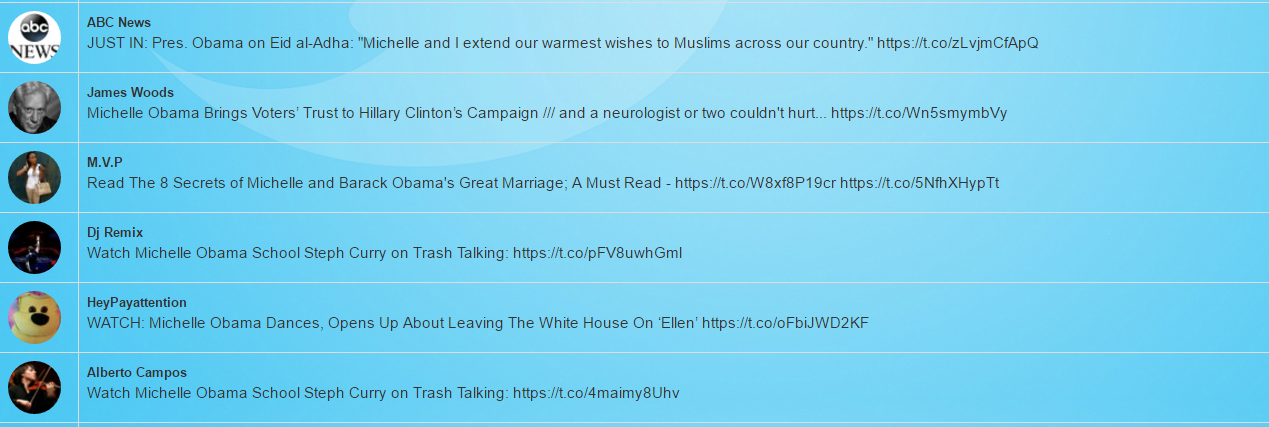 abc
NEWS
ABC News
JUST IN: Pres. Obama on Eid al-Adha: "Michelle and I extend our warmest wishes to Muslims across our country." https://t.co/zLvjmCfApQ
James Woods
Michelle Obama Brings Voters’ Trust to Hillary Clinton’s Campaign /// and a neurologist or two couldn't hurt... https://t.co/Wn5smymbVy
M.V.P
Read The 8 Secrets of Michelle and Barack Obama's Great Marriage; A Must Read - https://t.co/W8xf8P19cr https://t.co/5NfhXHypTt
Dj Remix
Watch Michelle Obama School Steph Curry on Trash Talking: https://t.co/pFV8uwhGml
HeyPayattention
WATCH: Michelle Obama Dances, Opens Up About Leaving The White House On ‘Ellen’ https://t.co/oFbiJWD2KF
Alberto Campos
Watch Michelle Obama School Steph Curry on Trash Talking: https://t.co/4maimy8Uhv